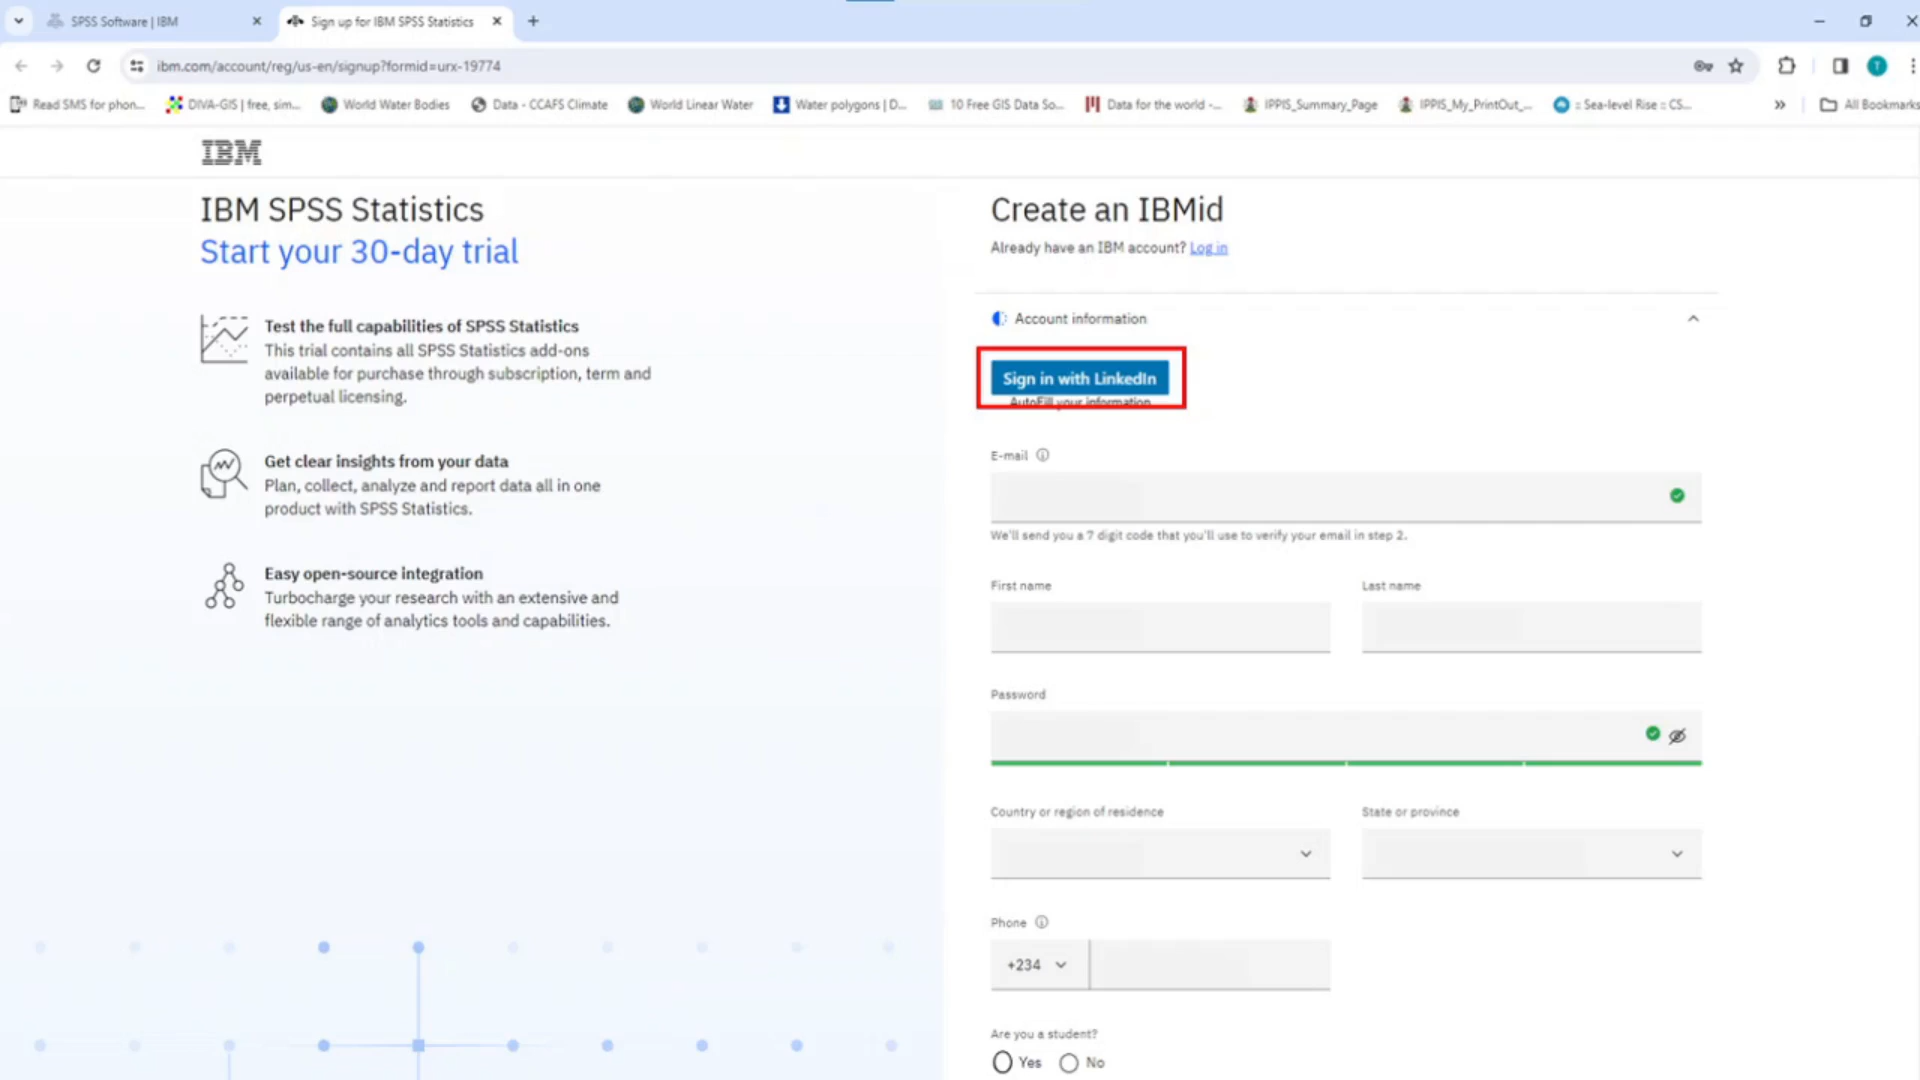 SPSS Software | IBM
Sign up for IBM SPSS Statistics
ibm.com/account/reg/us-en/signup?formid=urx-19774
T
Read SMS for phon...
DIVA-GIS | free, sim...
World Water Bodies
Data - CCAFS Climate
World Linear Water
Water polygons | D...
10 Free GIS Data So...
Data for the world -...
IPPIS_Summary_Page
IPPIS_My_PrintOut_...
:: Sea-level Rise :: CS...
All Bookmarks
IBM
IBM SPSS Statistics
Start your 30-day trial
Test the full capabilities of SPSS Statistics
This trial contains all SPSS Statistics add-ons
available for purchase through subscription, term and
perpetual licensing.
Get clear insights from your data
Plan, collect, analyze and report data all in one
product with SPSS Statistics.
Easy open-source integration
Turbocharge your research with an extensive and
flexible range of analytics tools and capabilities.
Create an IBMid
Already have an IBM account? Log in
Account information
Sign in with LinkedIn
AutoFill your information
E-mail
We'll send you a 7 digit code that you'll use to verify your email in step 2.
First name
Last name
Password
Country or region of residence
State or province
Phone
+234
Are you a student?
Yes
No